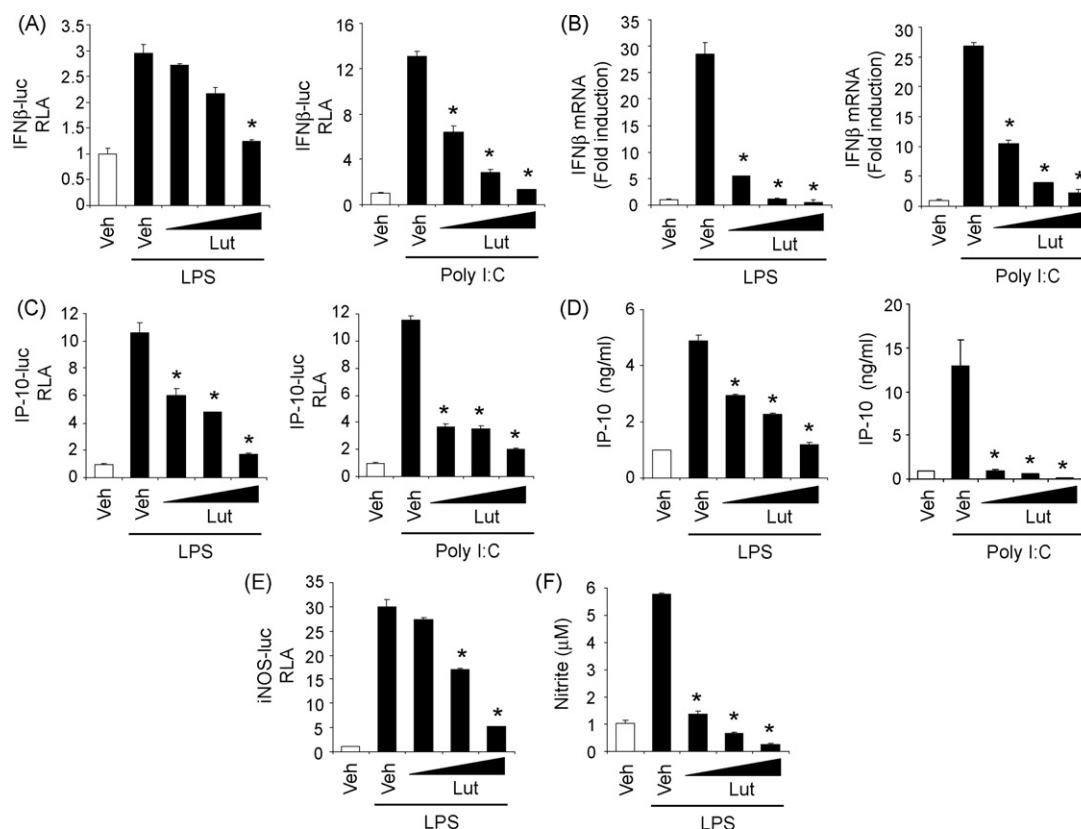 (A)
IFNβ-luc
RLA
3.5
3
2.5
2
1.5
1
0.5
0
*
Veh
Veh
Lut
LPS
IFNβ-luc
RLA
16
12
8
4
0
*
*
*
Veh
Veh
Lut
Poly I:C
(B)
IFNβ mRNA
(Fold induction)
35
30
25
20
15
10
5
0
*
*
*
Veh
Veh
Lut
LPS
IFNβ mRNA
(Fold induction)
30
25
20
15
10
5
0
*
*
*
Veh
Veh
Lut
Poly I:C
(C)
IP-10-luc
RLA
12
10
8
6
4
2
0
*
*
*
Veh
Veh
Lut
LPS
IP-10-luc
RLA
12
10
8
6
4
2
0
*
*
*
Veh
Veh
Lut
Poly I:C
(D)
IP-10 (ng/ml)
6
4
2
0
*
*
*
Veh
Veh
Lut
LPS
IP-10 (ng/ml)
20
15
10
5
0
*
*
*
Veh
Veh
Lut
Poly I:C
(E)
iNOS-luc
RLA
35
30
25
20
15
10
5
0
*
*
Veh
Veh
Lut
LPS
(F)
Nitrite (μM)
6
5
4
3
2
1
0
*
*
*
Veh
Veh
Lut
LPS